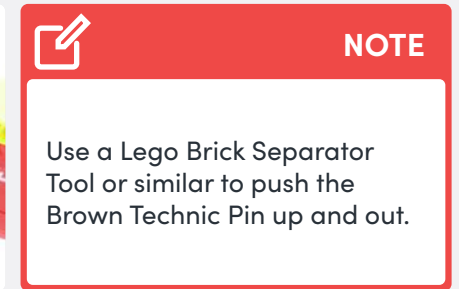 NOTE
Use a Lego Brick Separator
Tool or similar to push the
Brown Technic Pin up and out.